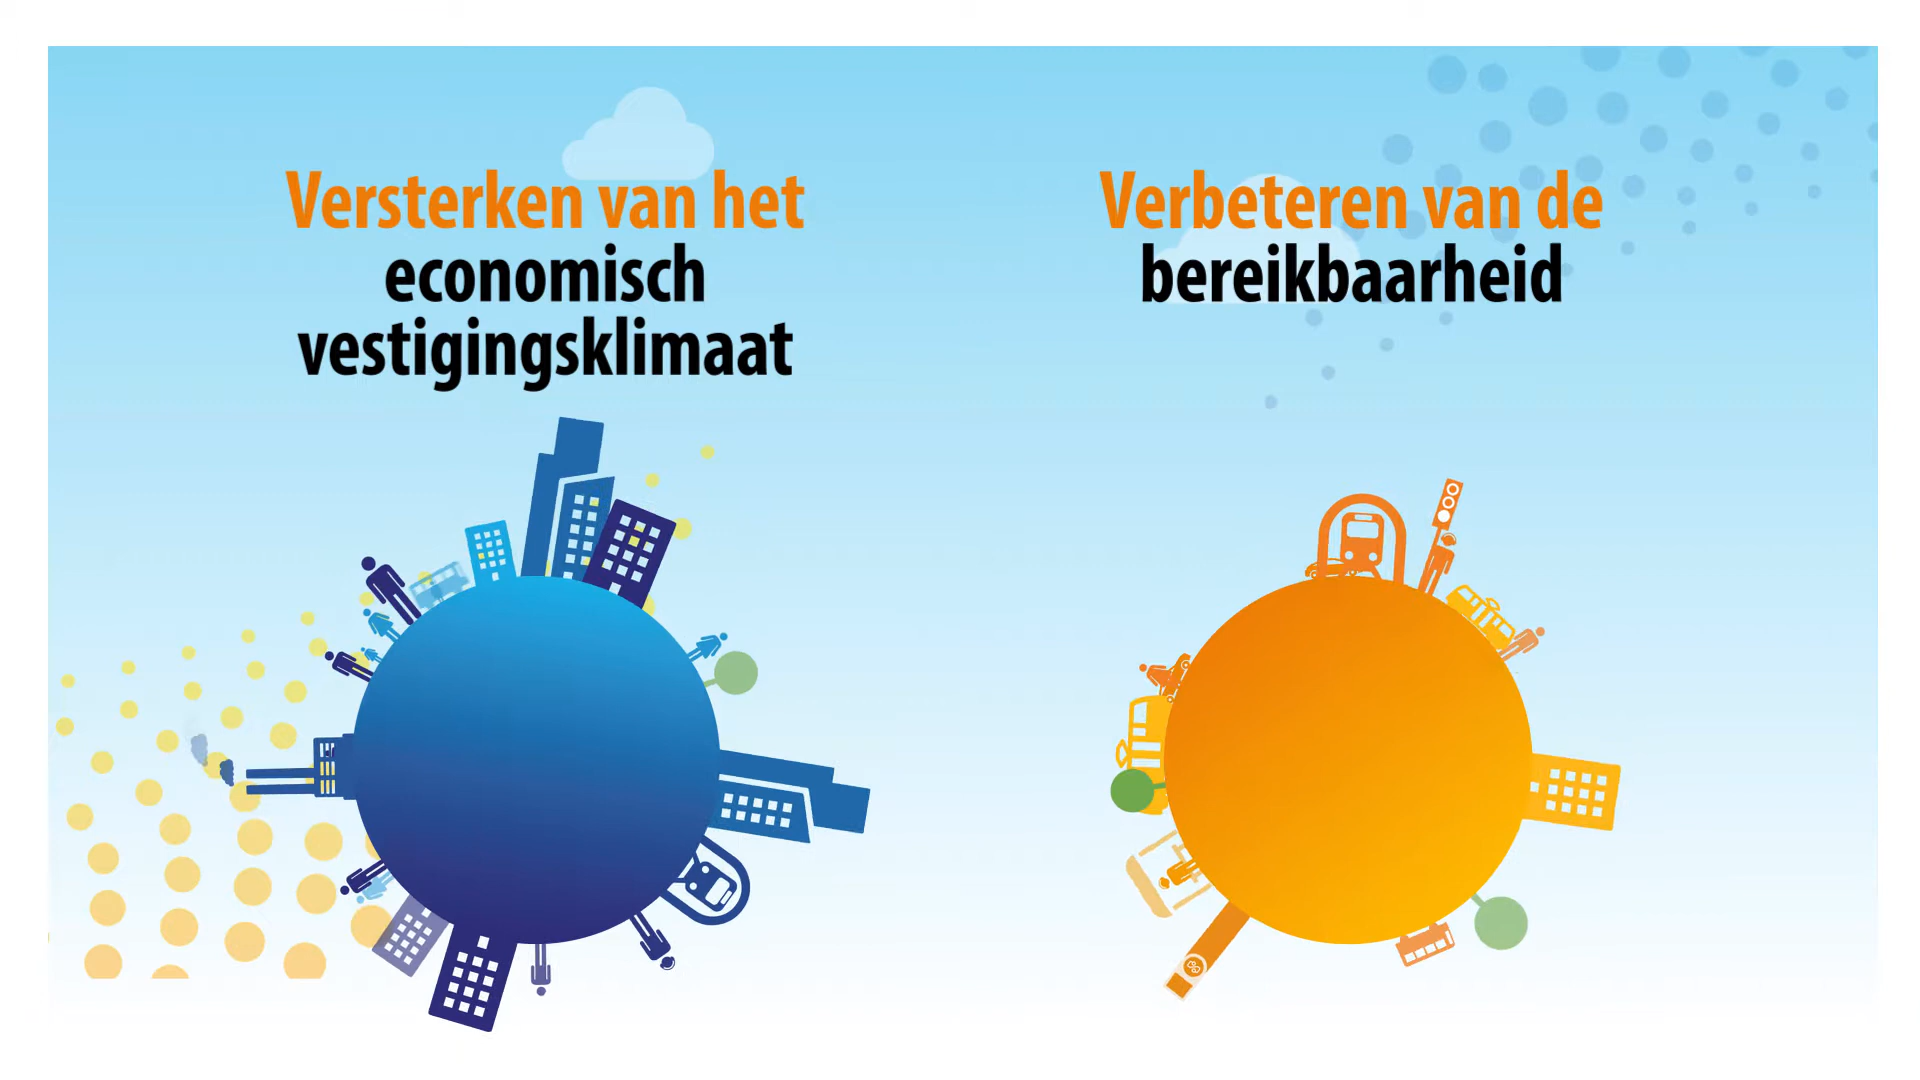 Versterken van het
economisch
vestigingsklimaat
Verbeteren van de
bereikbaarheid